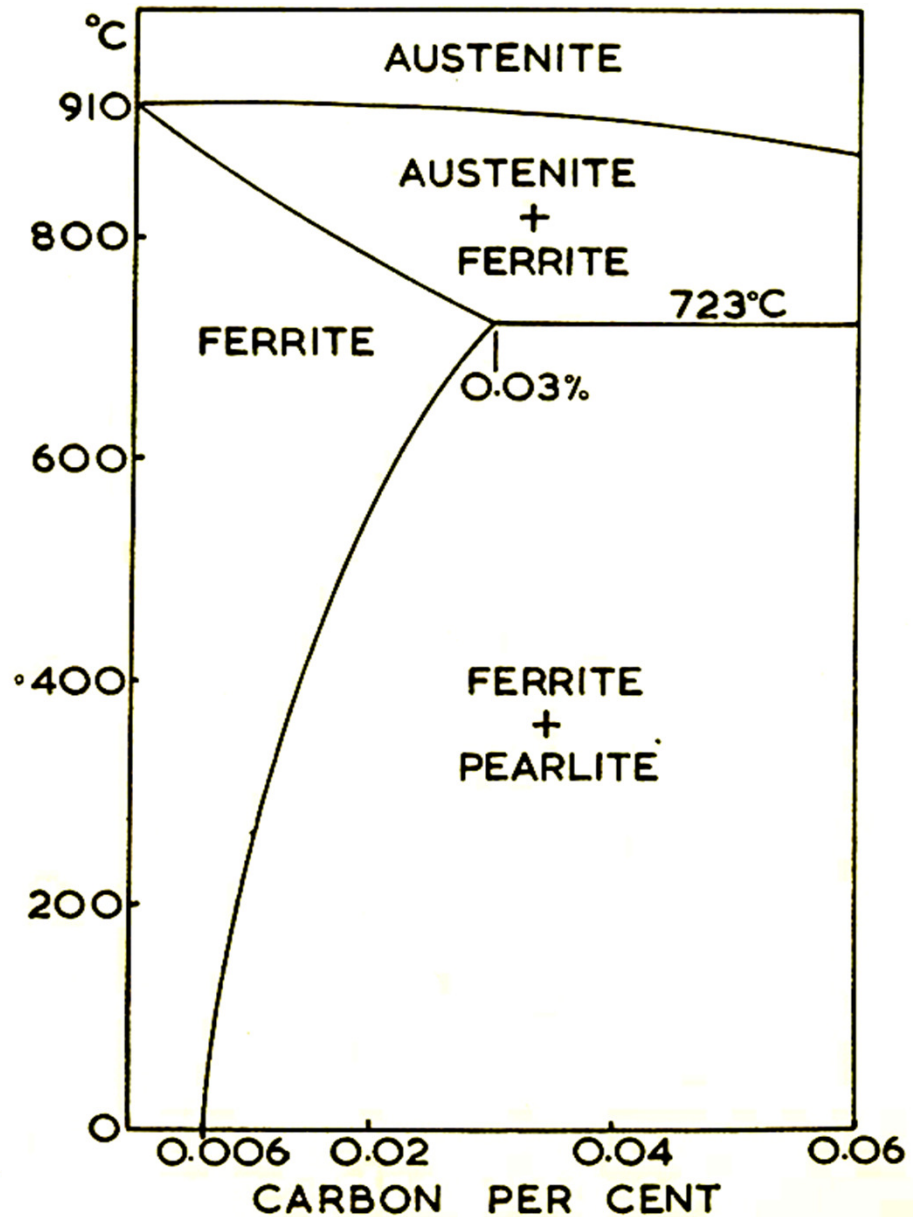 °C
AUSTENITE
910
AUSTENITE
+
FERRITE
800
723°C
FERRITE
0.03%
600
400
FERRITE
+
PEARLITE
200
0
0.006 0.02 0.04 0.06
CARBON PER CENT